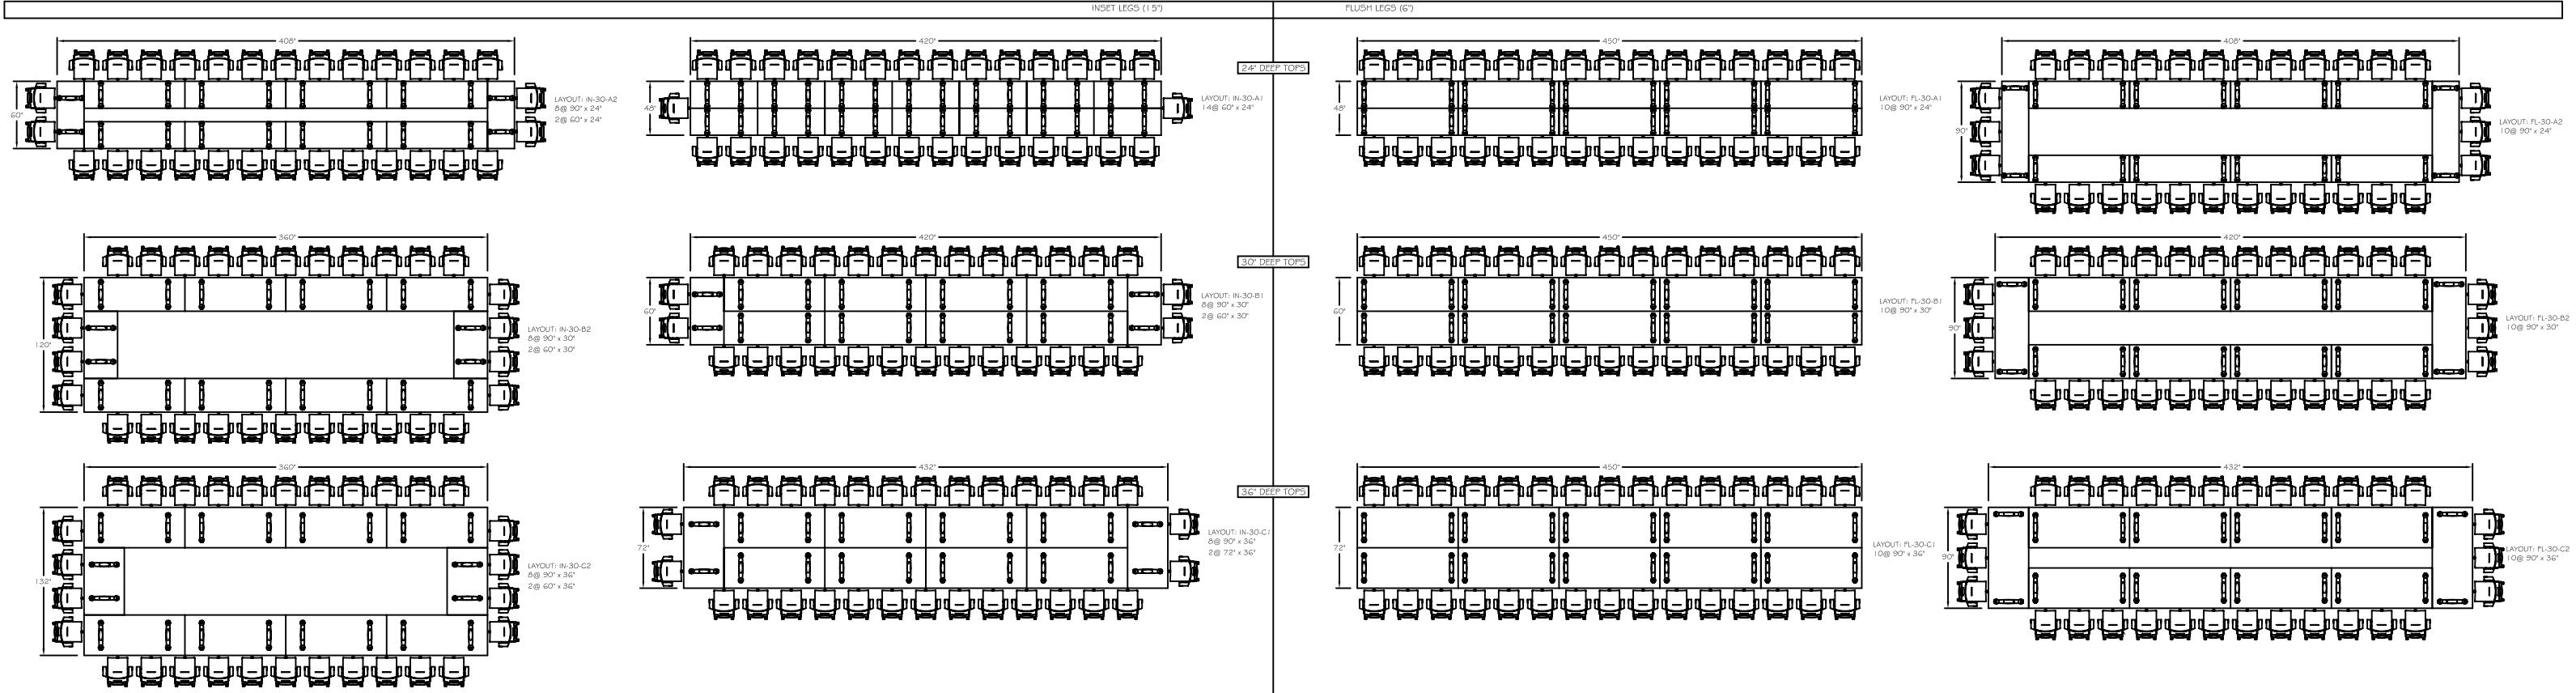 INSET LEGS (15")
FLUSH LEGS (6")
408"
60"
LAYOUT: IN-30-A2
8@ 90" x 24"
2@ 60" x 24"
420"
48"
LAYOUT: IN-30-A1
14@ 60" x 24"
24" DEEP TOPS
450"
48"
LAYOUT: FL-30-A1
10@ 90" x 24"
408"
90"
LAYOUT: FL-30-A2
10@ 90" x 24"
360"
120"
LAYOUT: IN-30-B2
8@ 90" x 30"
2@ 60" x 30"
420"
60"
LAYOUT: IN-30-B1
8@ 90" x 30"
2@ 60" x 30"
30" DEEP TOPS
450"
60"
LAYOUT: FL-30-B1
10@ 90" x 30"
420"
90"
LAYOUT: FL-30-B2
10@ 90" x 30"
360"
132"
LAYOUT: IN-30-C2
8@ 90" x 36"
2@ 60" x 36"
432"
72"
LAYOUT: IN-30-C1
8@ 90" x 36"
2@ 72" x 36"
36" DEEP TOPS
450"
72"
LAYOUT: FL-30-C1
10@ 90" x 36"
432"
90"
LAYOUT: FL-30-C2
10@ 90" x 36"